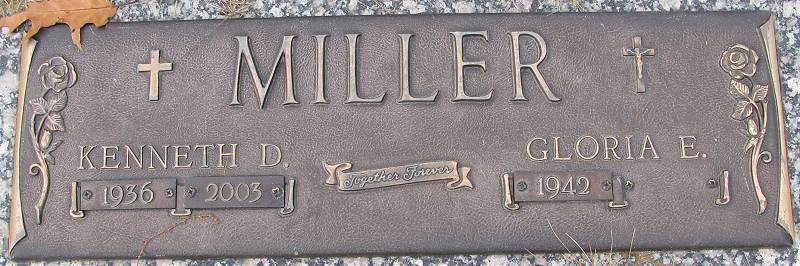 MILLER
KENNETH D.
1936 2003
Together Forever
GLORIA E.
1942